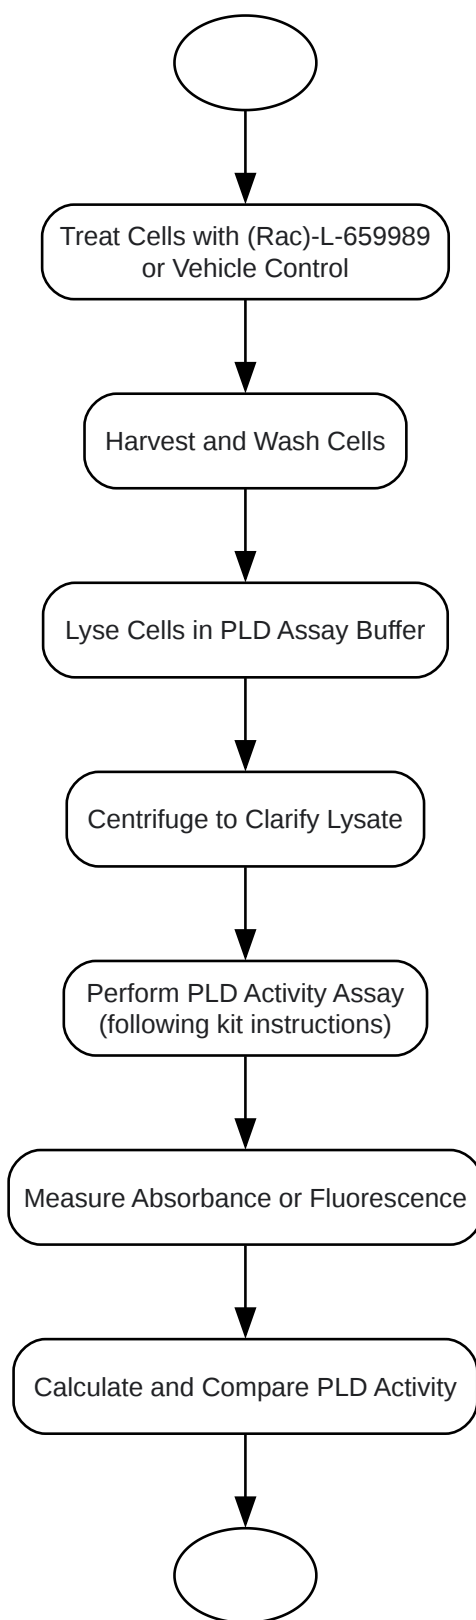 Treat Cells with (Rac)-L-659989
or Vehicle Control
Harvest and Wash Cells
Lyse Cells in PLD Assay Buffer
Centrifuge to Clarify Lysate
Perform PLD Activity Assay
(following kit instructions)
Measure Absorbance or Fluorescence
Calculate and Compare PLD Activity